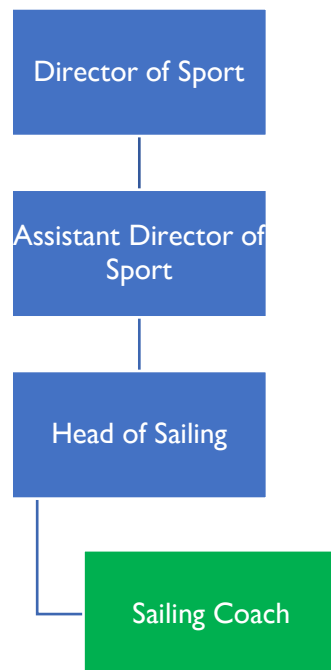 Director of Sport
Assistant Director of
Sport
Head of Sailing
Sailing Coach